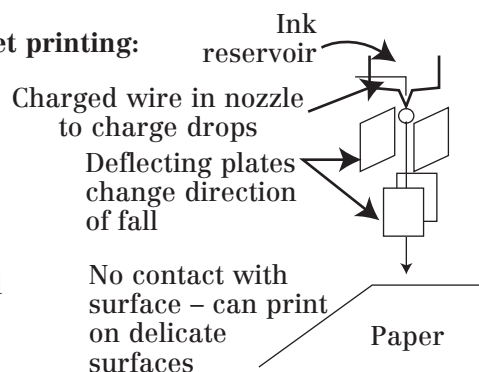 et printing:
Ink
reservoir
Charged wire in nozzle
to charge drops
Deflecting plates
change direction
of fall
No contact with
surface – can print
on delicate
surfaces
Paper